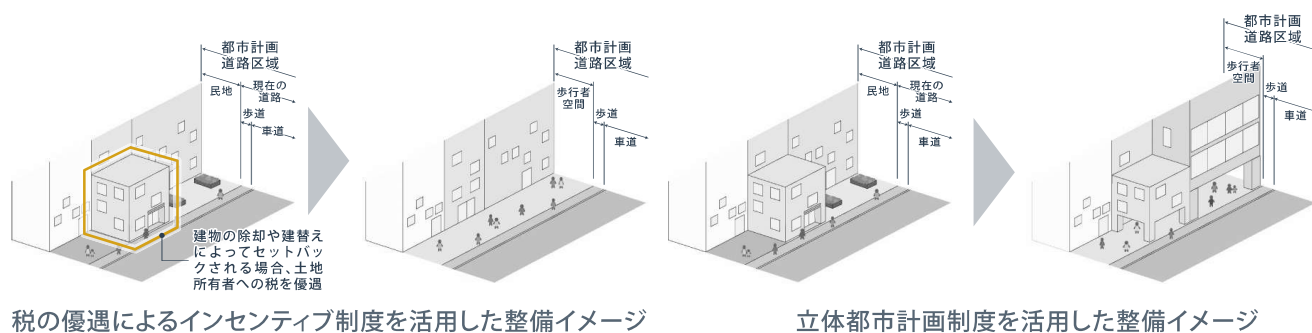 都市計画
道路区域
民地
現在の
道路
歩道
車道
建物の除却や建替え
によってセットバッ
クされる場合、土地
所有者への税を優遇
都市計画
道路区域
歩行者
空間
歩道
車道
税の優遇によるインセンティブ制度を活用した整備イメージ
都市計画
道路区域
民地
現在の
道路
歩道
車道
都市計画
道路区域
歩行者
空間
歩道
車道
立体都市計画制度を活用した整備イメージ